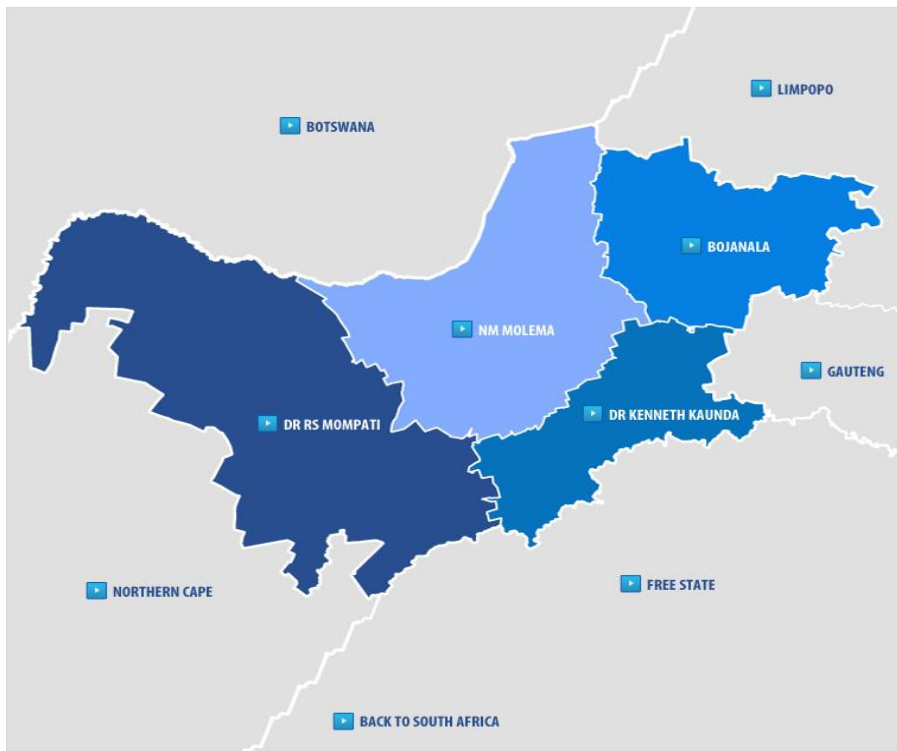 LIMPOPO
BOTSWANA
BOJANALA
NM MOLEMA
GAUTENG
DR KENNETH KAUNDA
DR RS MOMPATI
FREE STATE
NORTHERN CAPE
BACK TO SOUTH AFRICA